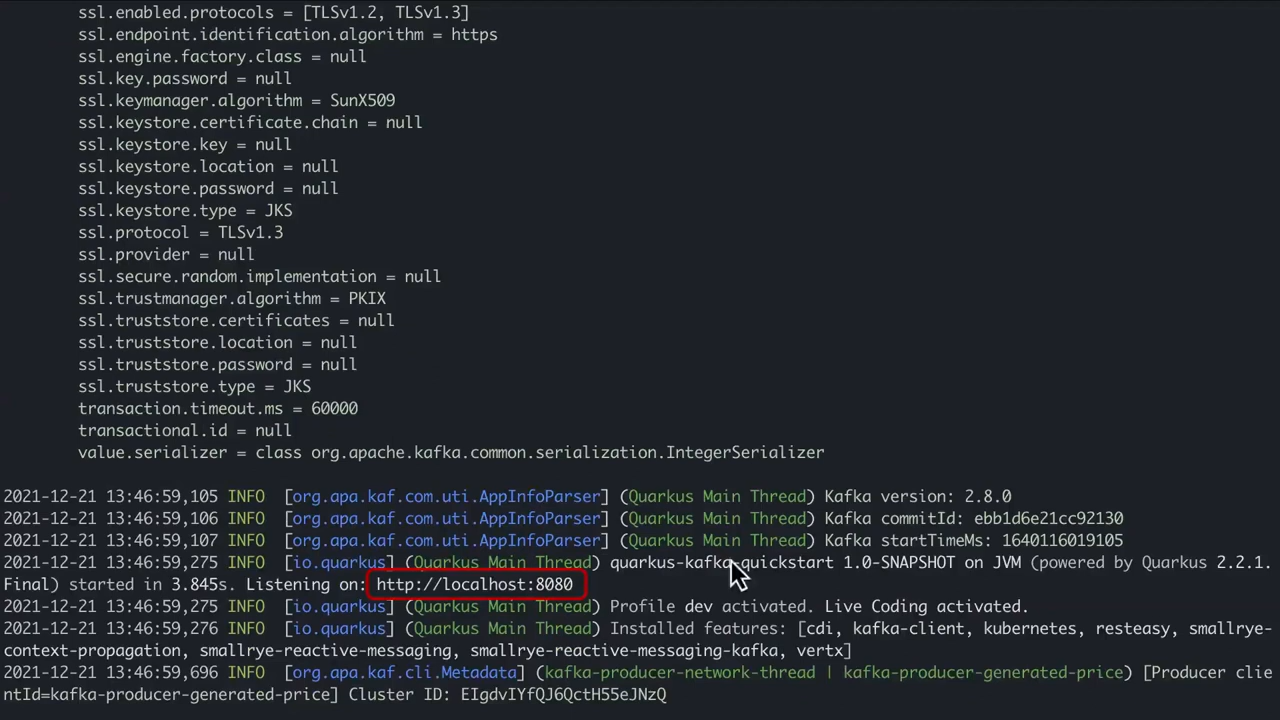 ssl.enabled.protocols = [TLSv1.2, TLSv1.3]
ssl.endpoint.identification.algorithm = https
ssl.engine.factory.class = null
ssl.key.password = null
ssl.keymanager.algorithm = SunX509
ssl.keystore.certificate.chain = null
ssl.keystore.key = null
ssl.keystore.location = null
ssl.keystore.password = null
ssl.keystore.type = JKS
ssl.protocol = TLSv1.3
ssl.provider = null
ssl.secure.random.implementation = null
ssl.trustmanager.algorithm = PKIX
ssl.truststore.certificates = null
ssl.truststore.location = null
ssl.truststore.password = null
ssl.truststore.type = JKS
transaction.timeout.ms = 60000
transactional.id = null
value.serializer = class org.apache.kafka.common.serialization.IntegerSerializer
2021-12-21 13:46:59,105 INFO  [org.apa.kaf.com.uti.AppInfoParser] (Quarkus Main Thread) Kafka version: 2.8.0
2021-12-21 13:46:59,106 INFO  [org.apa.kaf.com.uti.AppInfoParser] (Quarkus Main Thread) Kafka commitId: ebb1d6e21cc92130
2021-12-21 13:46:59,107 INFO  [org.apa.kaf.com.uti.AppInfoParser] (Quarkus Main Thread) Kafka startTimeMs: 1640116019105
2021-12-21 13:46:59,275 INFO  [io.quarkus] (Quarkus Main Thread) quarkus-kafka-quickstart 1.0-SNAPSHOT on JVM (powered by Quarkus 2.2.1.
Final) started in 3.845s. Listening on: http://localhost:8080
2021-12-21 13:46:59,275 INFO  [io.quarkus] (Quarkus Main Thread) Profile dev activated. Live Coding activated.
2021-12-21 13:46:59,276 INFO  [io.quarkus] (Quarkus Main Thread) Installed features: [cdi, kafka-client, kubernetes, resteasy, smallrye-
context-propagation, smallrye-reactive-messaging, smallrye-reactive-messaging-kafka, vertx]
2021-12-21 13:46:59,696 INFO  [org.apa.kaf.cli.Metadata] (kafka-producer-network-thread | kafka-producer-generated-price) [Producer clie
ntId=kafka-producer-generated-price] Cluster ID: EIgdvIYfQJ6QctH55eJNzQ